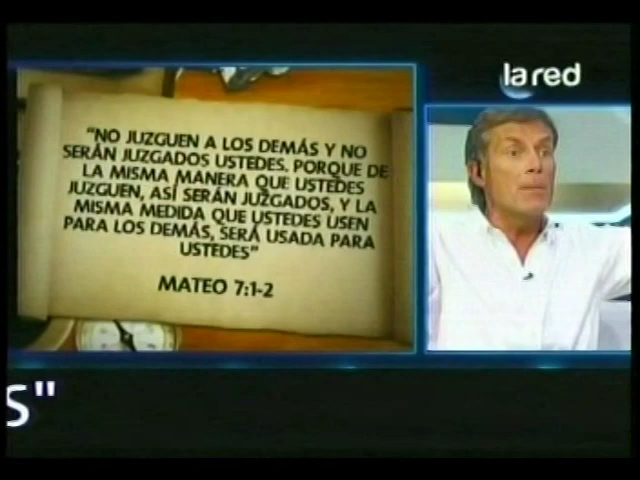 la red
"NO JUZGUEN A LOS DEMÁS Y NO
SERÁN JUZGADOS USTEDES. PORQUE DE
LA MISMA MANERA QUE USTEDES
JUZGUEN, ASÍ SERÁN JUZGADOS, Y LA
MISMA MEDIDA QUE USTEDES USEN
PARA LOS DEMÁS, SERÁ USADA PARA
USTEDES"
MATEO 7:1-2
S"